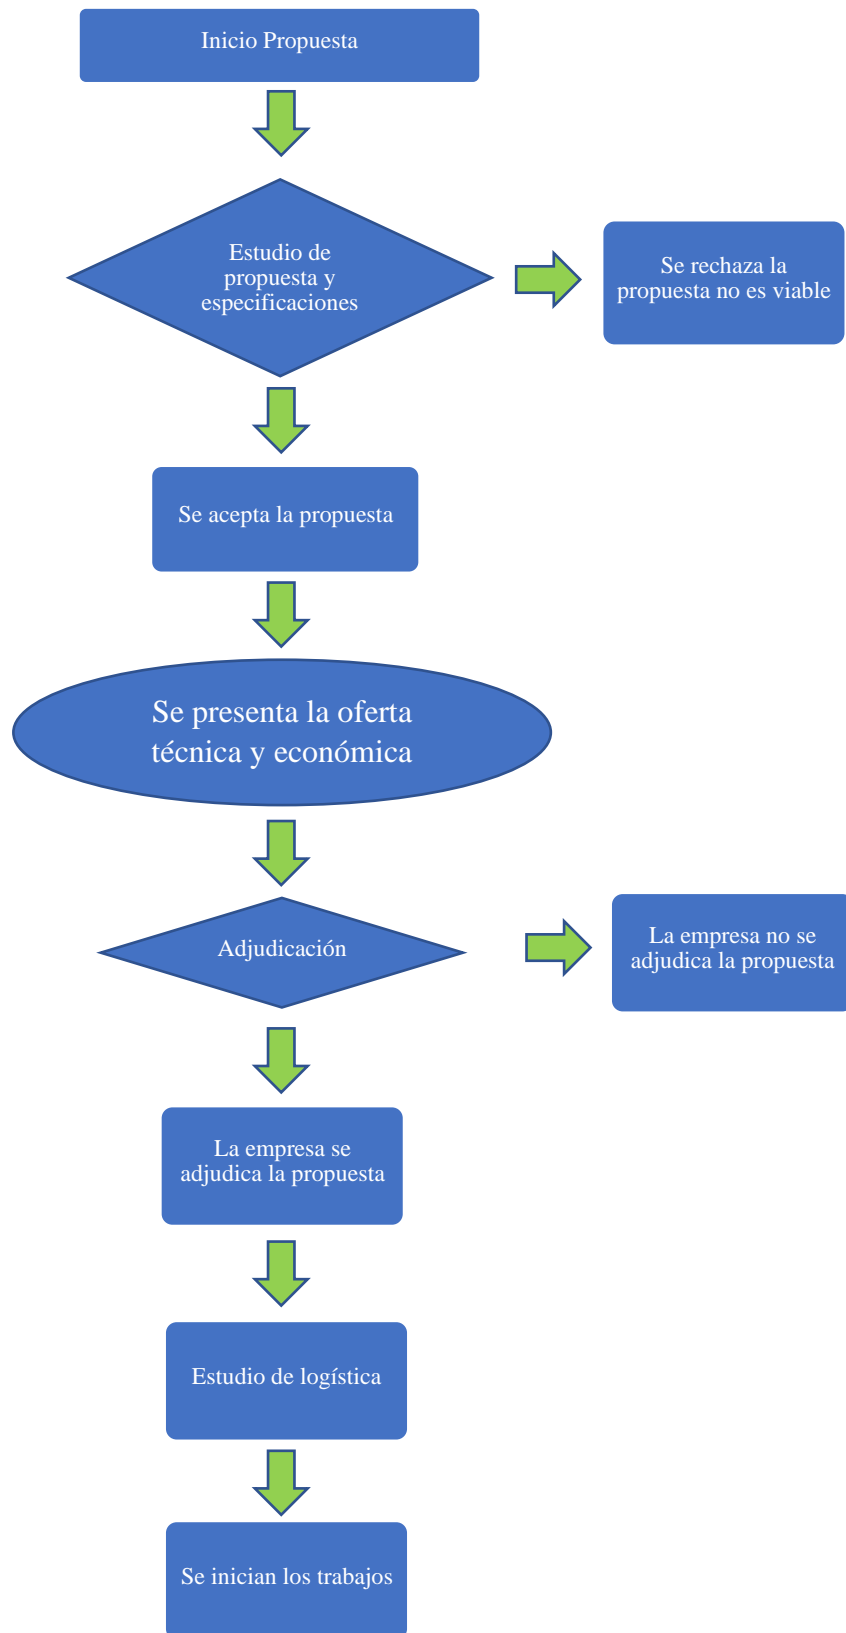 Inicio Propuesta
Estudio de
propuesta y
especificaciones
Se rechaza la
propuesta no es viable
Se acepta la propuesta
Se presenta la oferta
técnica y económica
Adjudicación
La empresa no se
adjudica la propuesta
La empresa se
adjudica la propuesta
Estudio de logística
Se inician los trabajos